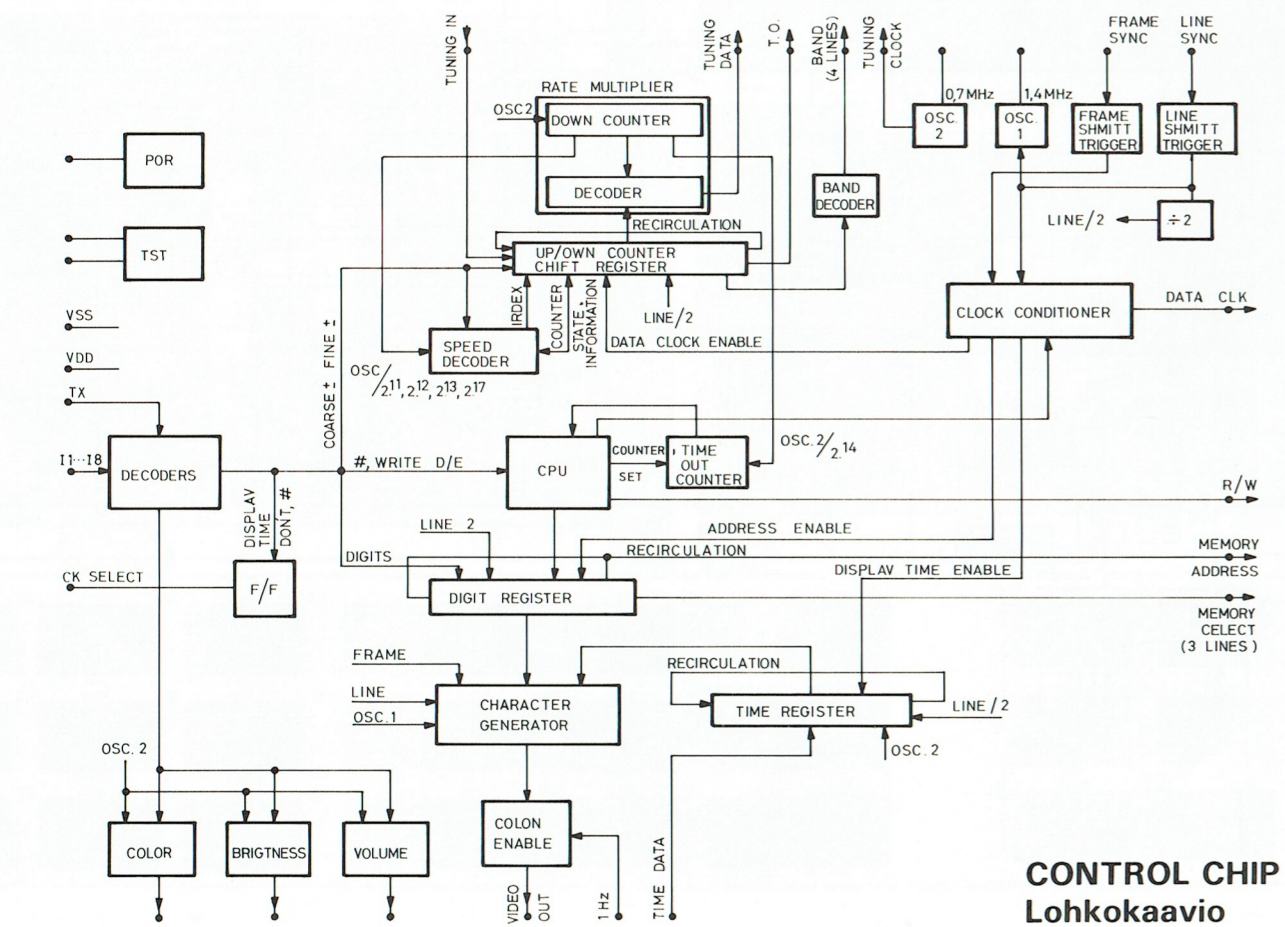 TUNING IN
TUNING
DATA
T.O.
BAND
(4 LINES)
TUNING
CLOCK
FRAME
SYNC
LINE
SYNC
RATE MULTIPLIER
OSC2
DOWN COUNTER
DECODER
0,7MHz
OSC.
2
1,4MHz
OSC.
1
FRAME
SHMITT
TRIGGER
LINE
SHMITT
TRIGGER
POR
BAND
DECODER
LINE/2
÷2
TST
RECIRCULATION
UP/OWN COUNTER
CHIFT REGISTER
VSS
VDD
TX
I1···I8
COARSE± FINE±
SPEED
DECODER
IRDEX
COUNTER
STATE,
INFORMATION
LINE/2
DATA CLOCK ENABLE
OSC/2.11, 2.12, 213, 2.17
CLOCK CONDITIONER
DATA CLK
DECODERS
#, WRITE D/E
CPU
COUNTER,
SET
TIME
OUT
COUNTER
OSC.2/2.14
R/W
DISPLAV
TIME
DON'T, #
LINE 2
ADDRESS ENABLE
DIGITS
RECIRCULATION
MEMORY
ADDRESS
DISPLAV TIME ENABLE
CK SELECT
F/F
DIGIT REGISTER
MEMORY
CELECT
(3 LINES)
FRAME
LINE
OSC.1
CHARACTER
GENERATOR
RECIRCULATION
TIME REGISTER
LINE/2
OSC.2
OSC. 2
COLOR
BRIGTNESS
VOLUME
COLON
ENABLE
VIDEO
OUT
1Hz
TIME DATA
CONTROL CHIP
Lohkokaavio